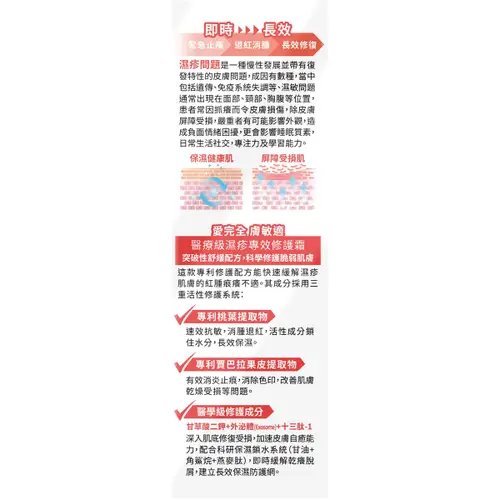 即時 長效
緊急止癢 退紅消腫 長效修復
濕疹問題是一種慢性發展並帶有復
發特性的皮膚問題,成因有數種,當中
包括遺傳、免疫系統失調等、濕敏問題
通常出現在面部、頸部、胸腹等位置,
患者常因抓癢而令皮膚損傷,除皮膚
屏障受損,嚴重者有可能影響外觀,造
成負面情緒困擾,更會影響睡眠質素,
日常生活社交,專注力及學習能力。
保濕健康肌 屏障受損肌
愛完全 膚敏適
醫療級濕疹專效修護霜
突破性舒緩配方,科學修護脆弱肌膚
這款專利修護配方能快速緩解濕疹
肌膚的紅腫痕癢不適。其成分採用三
重活性修護系統:
專利桃葉提取物
速效抗敏,消腫退紅,活性成分鎖
住水分,長效保濕。
專利賈巴拉果皮提取物
有效消炎止痕,消除色印,改善肌膚
乾燥受損等問題。
醫學級修護成分
甘草酸二鉀+外泌體(Exosome)+十三肽-1
深入肌底修復受損,加速皮膚自癒能
力,配合科研保濕鎖水系統(甘油+
角鯊烷+燕麥肽),即時緩解乾癢脫
屑,建立長效保濕防護網。